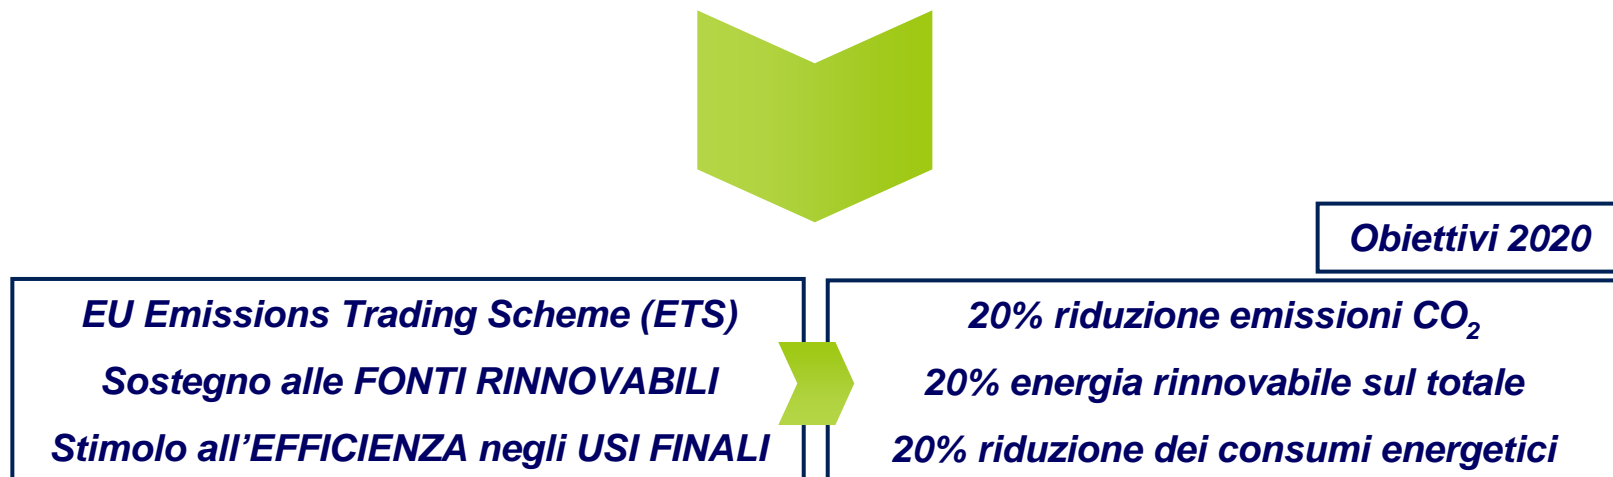 Obiettivi 2020
EU Emissions Trading Scheme (ETS)
Sostegno alle FONTI RINNOVABILI
Stimolo all’EFFICIENZA negli USI FINALI
20% riduzione emissioni CO₂
20% energia rinnovabile sul totale
20% riduzione dei consumi energetici